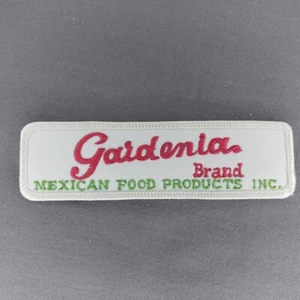 Gardenia
Brand
MEXICAN FOOD PRODUCTS INC.